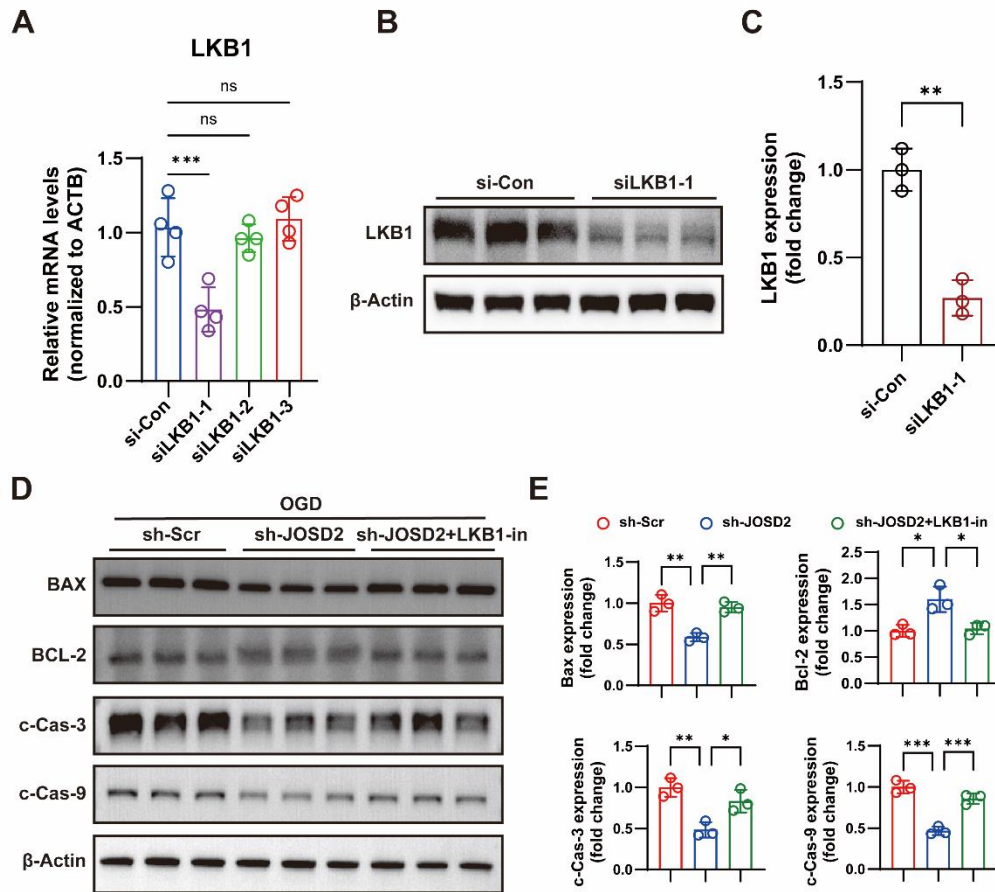 A
LKB1
ns
ns
***
Relative mRNA levels
(normalized to ACTB)
1.5
1.0
0.5
0.0
si-Con
siLKB1-1
siLKB1-2
siLKB1-3
B
si-Con siLKB1-1
LKB1
β-Actin
C
**
LKB1 expression
(fold change)
1.5
1.0
0.5
0.0
si-Con
siLKB1-1
D
OGD
sh-Scr sh-JOSD2 sh-JOSD2+LKB1-in
BAX
BCL-2
c-Cas-3
c-Cas-9
β-Actin
E
sh-Scr sh-JOSD2 sh-JOSD2+LKB1-in
Bax expression
(fold change)
1.5
1.0
0.5
0.0
** **
Bcl-2 expression
(fold change)
2.5
2.0
1.5
1.0
0.5
0.0
* *
c-Cas-3 expression
(fold change)
1.5
1.0
0.5
0.0
** *
c-Cas-9 expression
(fold change)
1.5
1.0
0.5
0.0
*** ***